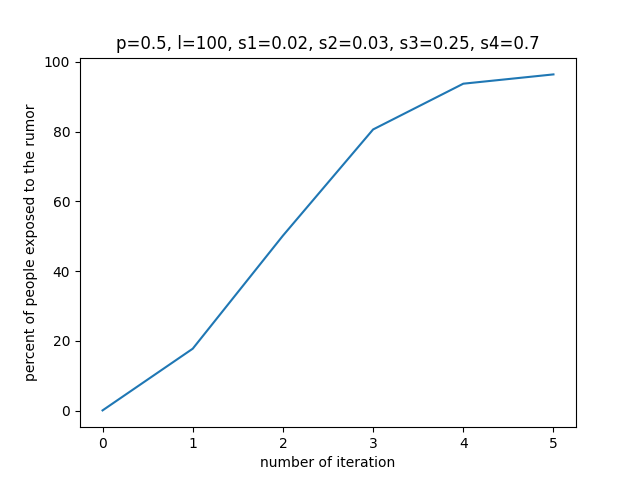 p=0.5, l=100, s1=0.02, s2=0.03, s3=0.25, s4=0.7
percent of people exposed to the rumor
100
80
60
40
20
0
0 1 2 3 4 5
number of iteration